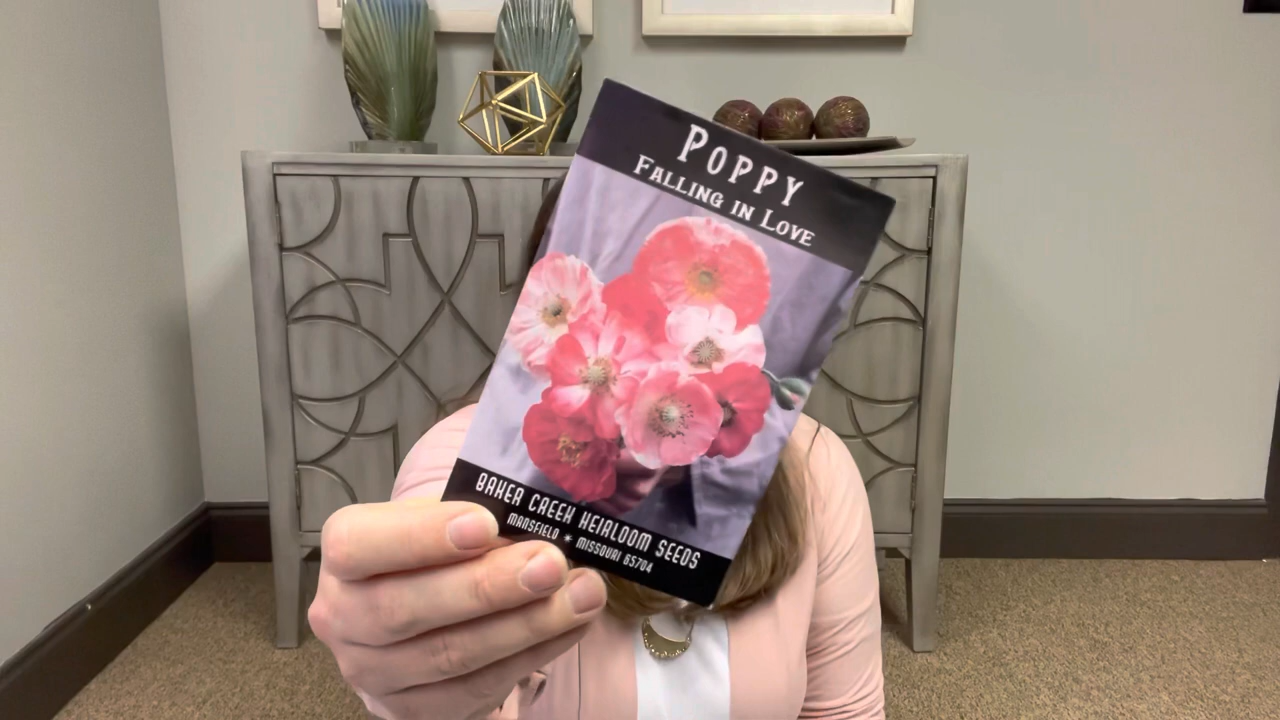 POPPY
FALLING IN LOVE
BAKER CREEK HEIRLOOM SEEDS
MANSFIELD * MISSOURI 65704